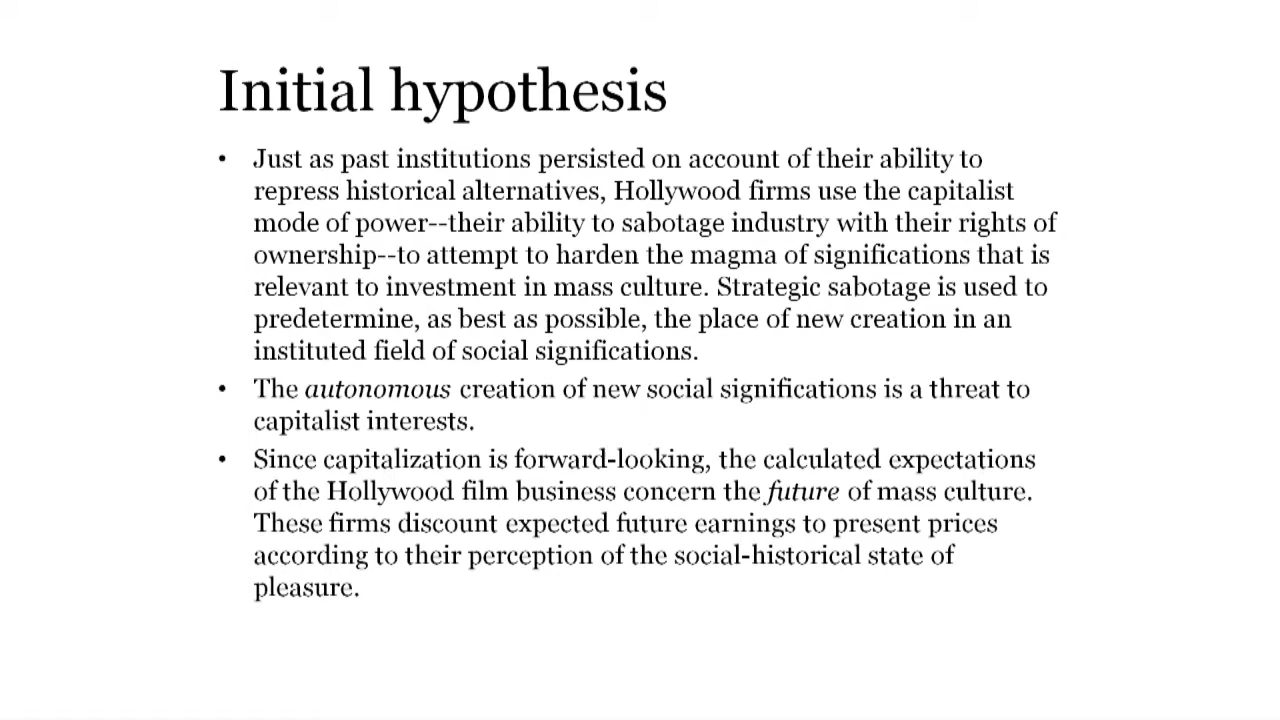 Initial hypothesis
• Just as past institutions persisted on account of their ability to
repress historical alternatives, Hollywood firms use the capitalist
mode of power--their ability to sabotage industry with their rights of
ownership--to attempt to harden the magma of significations that is
relevant to investment in mass culture. Strategic sabotage is used to
predetermine, as best as possible, the place of new creation in an
instituted field of social significations.
• The autonomous creation of new social significations is a threat to
capitalist interests.
• Since capitalization is forward-looking, the calculated expectations
of the Hollywood film business concern the future of mass culture.
These firms discount expected future earnings to present prices
according to their perception of the social-historical state of
pleasure.